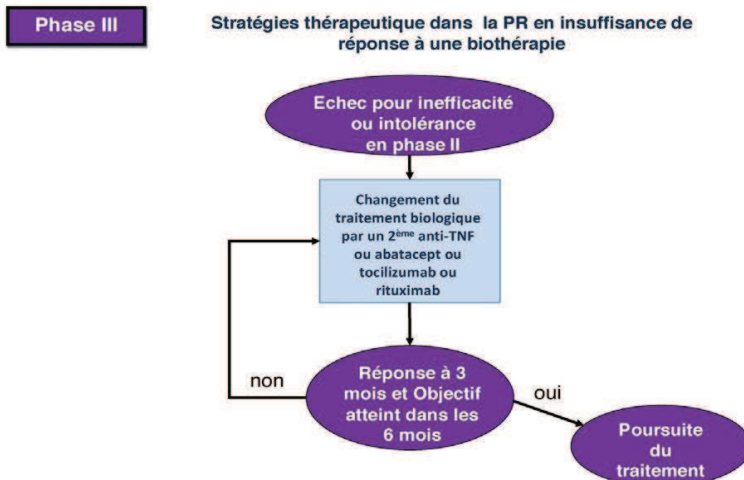 Phase III
Stratégies thérapeutique dans la PR en insuffisance de
réponse à une biothérapie
Echec pour inefficacité
ou intolérance
en phase II
Changement du
traitement biologique
par un 2ème anti-TNF
ou abatacept ou
tocilizumab ou
rituximab
non
Réponse à 3
mois et Objectif
atteint dans les
6 mois
oui
Poursuite
du
traitement